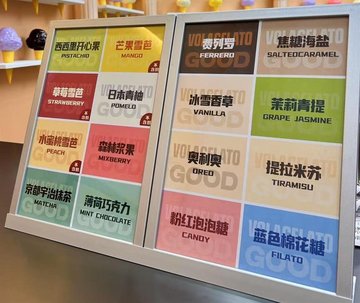 西西里开心果
PISTACHIO
芒果雪芭
MANGO
草莓雪芭
STRAWBERRY
日本青柚
POMELO
水蜜桃雪芭
PEACH
森林浆果
MIXBERRY
京都宇治抹茶
MATCHA
薄荷巧克力
MINT CHOCOLATE
VOLAGELATO
GOOD
费列罗
FERRERO
焦糖海盐
SALTEDCARAMEL
冰雪香草
VANILLA
茉莉青提
GRAPE JASMINE
奥利奥
OREO
提拉米苏
TIRAMISU
粉红泡泡糖
CANDY
蓝色棉花糖
FILATO
VOLAGELATO
GOOD